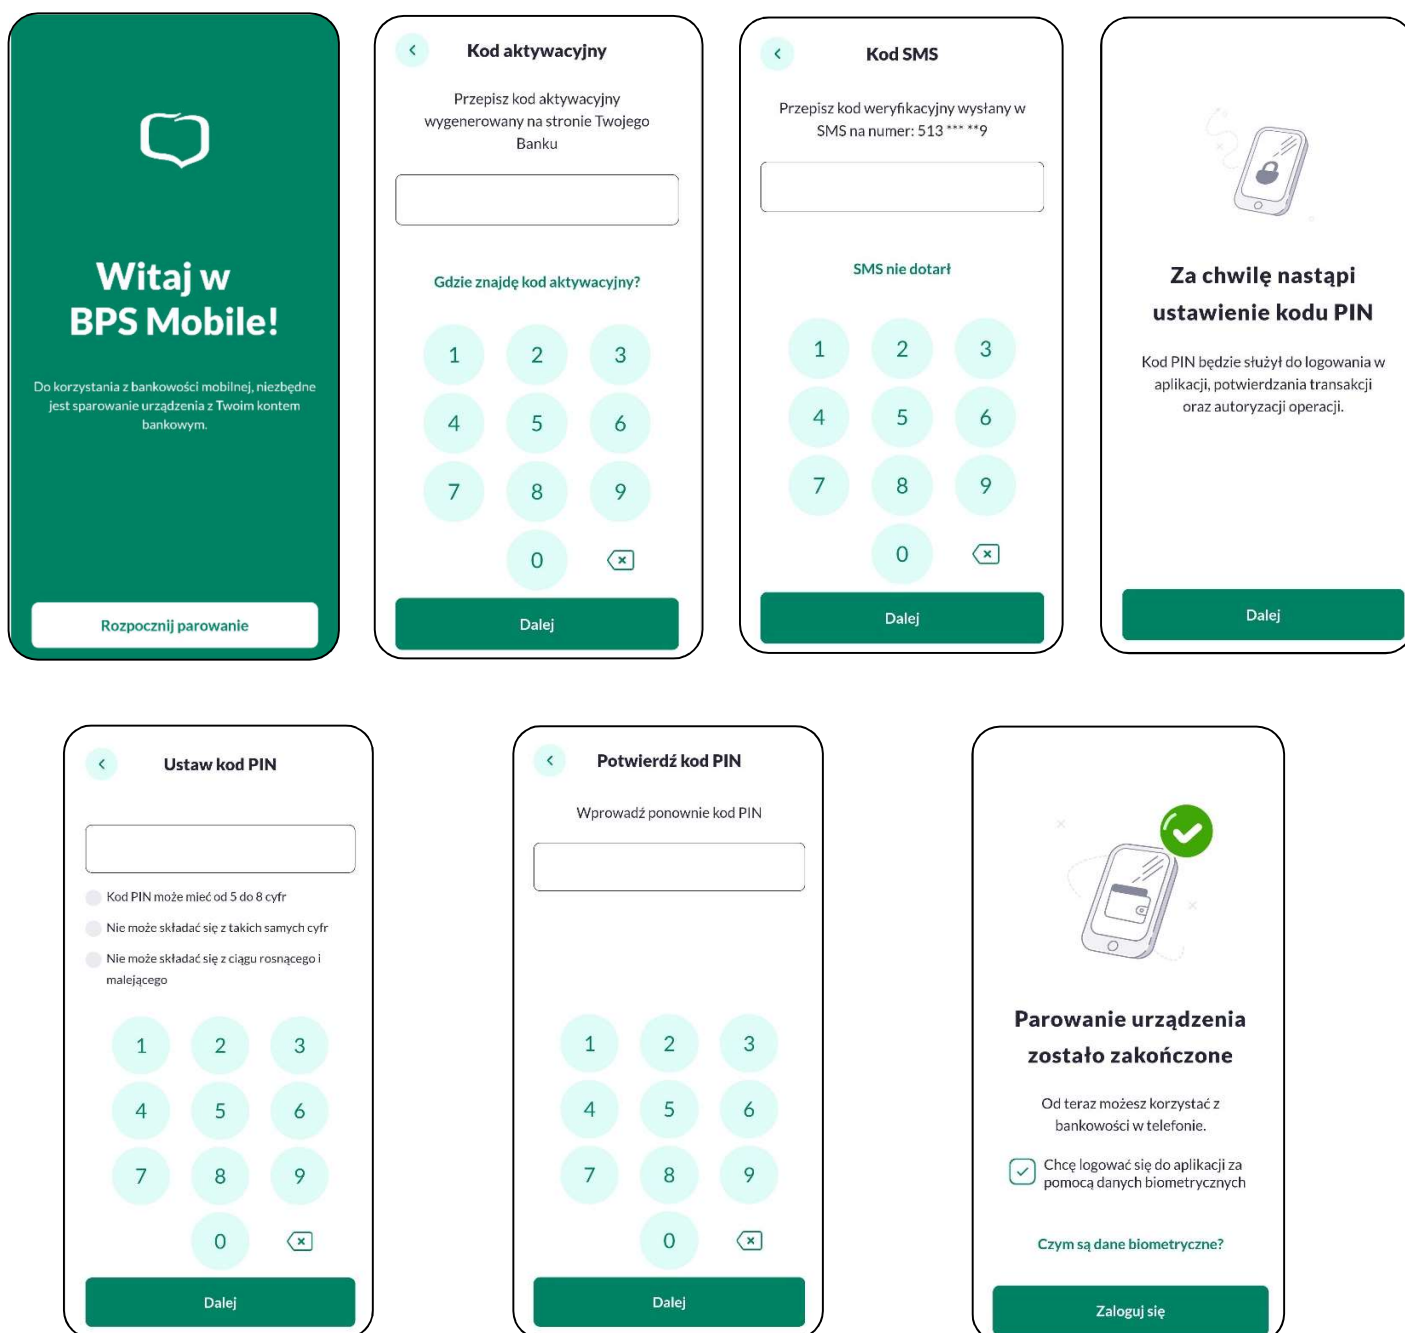 Witaj w
BPS Mobile!
Do korzystania z bankowości mobilnej, niezbędne
jest sparowanie urządzenia z Twoim kontem
bankowym.
Rozpocznij parowanie
Kod aktywacyjny
Przepisz kod aktywacyjny
wygenerowany na stronie Twojego
Banku
Gdzie znajdę kod aktywacyjny?
1 2 3
4 5 6
7 8 9
0
Dalej
Kod SMS
Przepisz kod weryfikacyjny wysłany w
SMS na numer: 513 *** **9
SMS nie dotarł
1 2 3
4 5 6
7 8 9
0
Dalej
Za chwilę nastąpi
ustawienie kodu PIN
Kod PIN będzie służył do logowania w
aplikacji, potwierdzania transakcji
oraz autoryzacji operacji.
Dalej
Ustaw kod PIN
Kod PIN może mieć od 5 do 8 cyfr
Nie może składać się z takich samych cyfr
Nie może składać się z ciągu rosnącego i
malejącego
1 2 3
4 5 6
7 8 9
0
Dalej
Potwierdź kod PIN
Wprowadź ponownie kod PIN
1 2 3
4 5 6
7 8 9
0
Dalej
Parowanie urządzenia
zostało zakończone
Od teraz możesz korzystać z
bankowości w telefonie.
Chcę logować się do aplikacji za
pomocą danych biometrycznych
Czym są dane biometryczne?
Zaloguj się